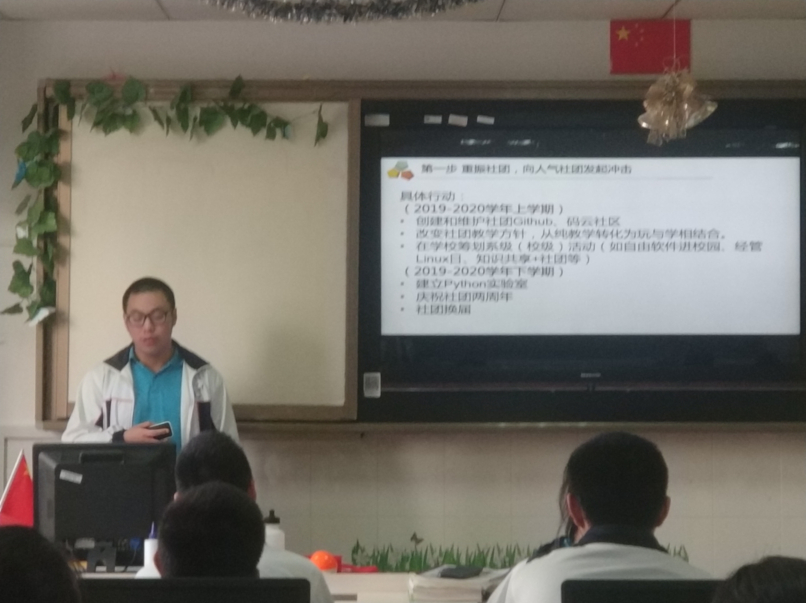 第一步 重振社团，向人气社团发起冲击
具体行动：
（2019-2020学年上学期）
• 创建和维护社团Github、码云社区
• 改变社团教学方针，从纯教学转化为玩与学相结合。
• 在学校筹划系级（校级）活动（如自由软件进校园、经管
Linux日、知识共享+社团等）
（2019-2020学年下学期）
• 建立Python实验室
• 庆祝社团两周年
• 社团换届